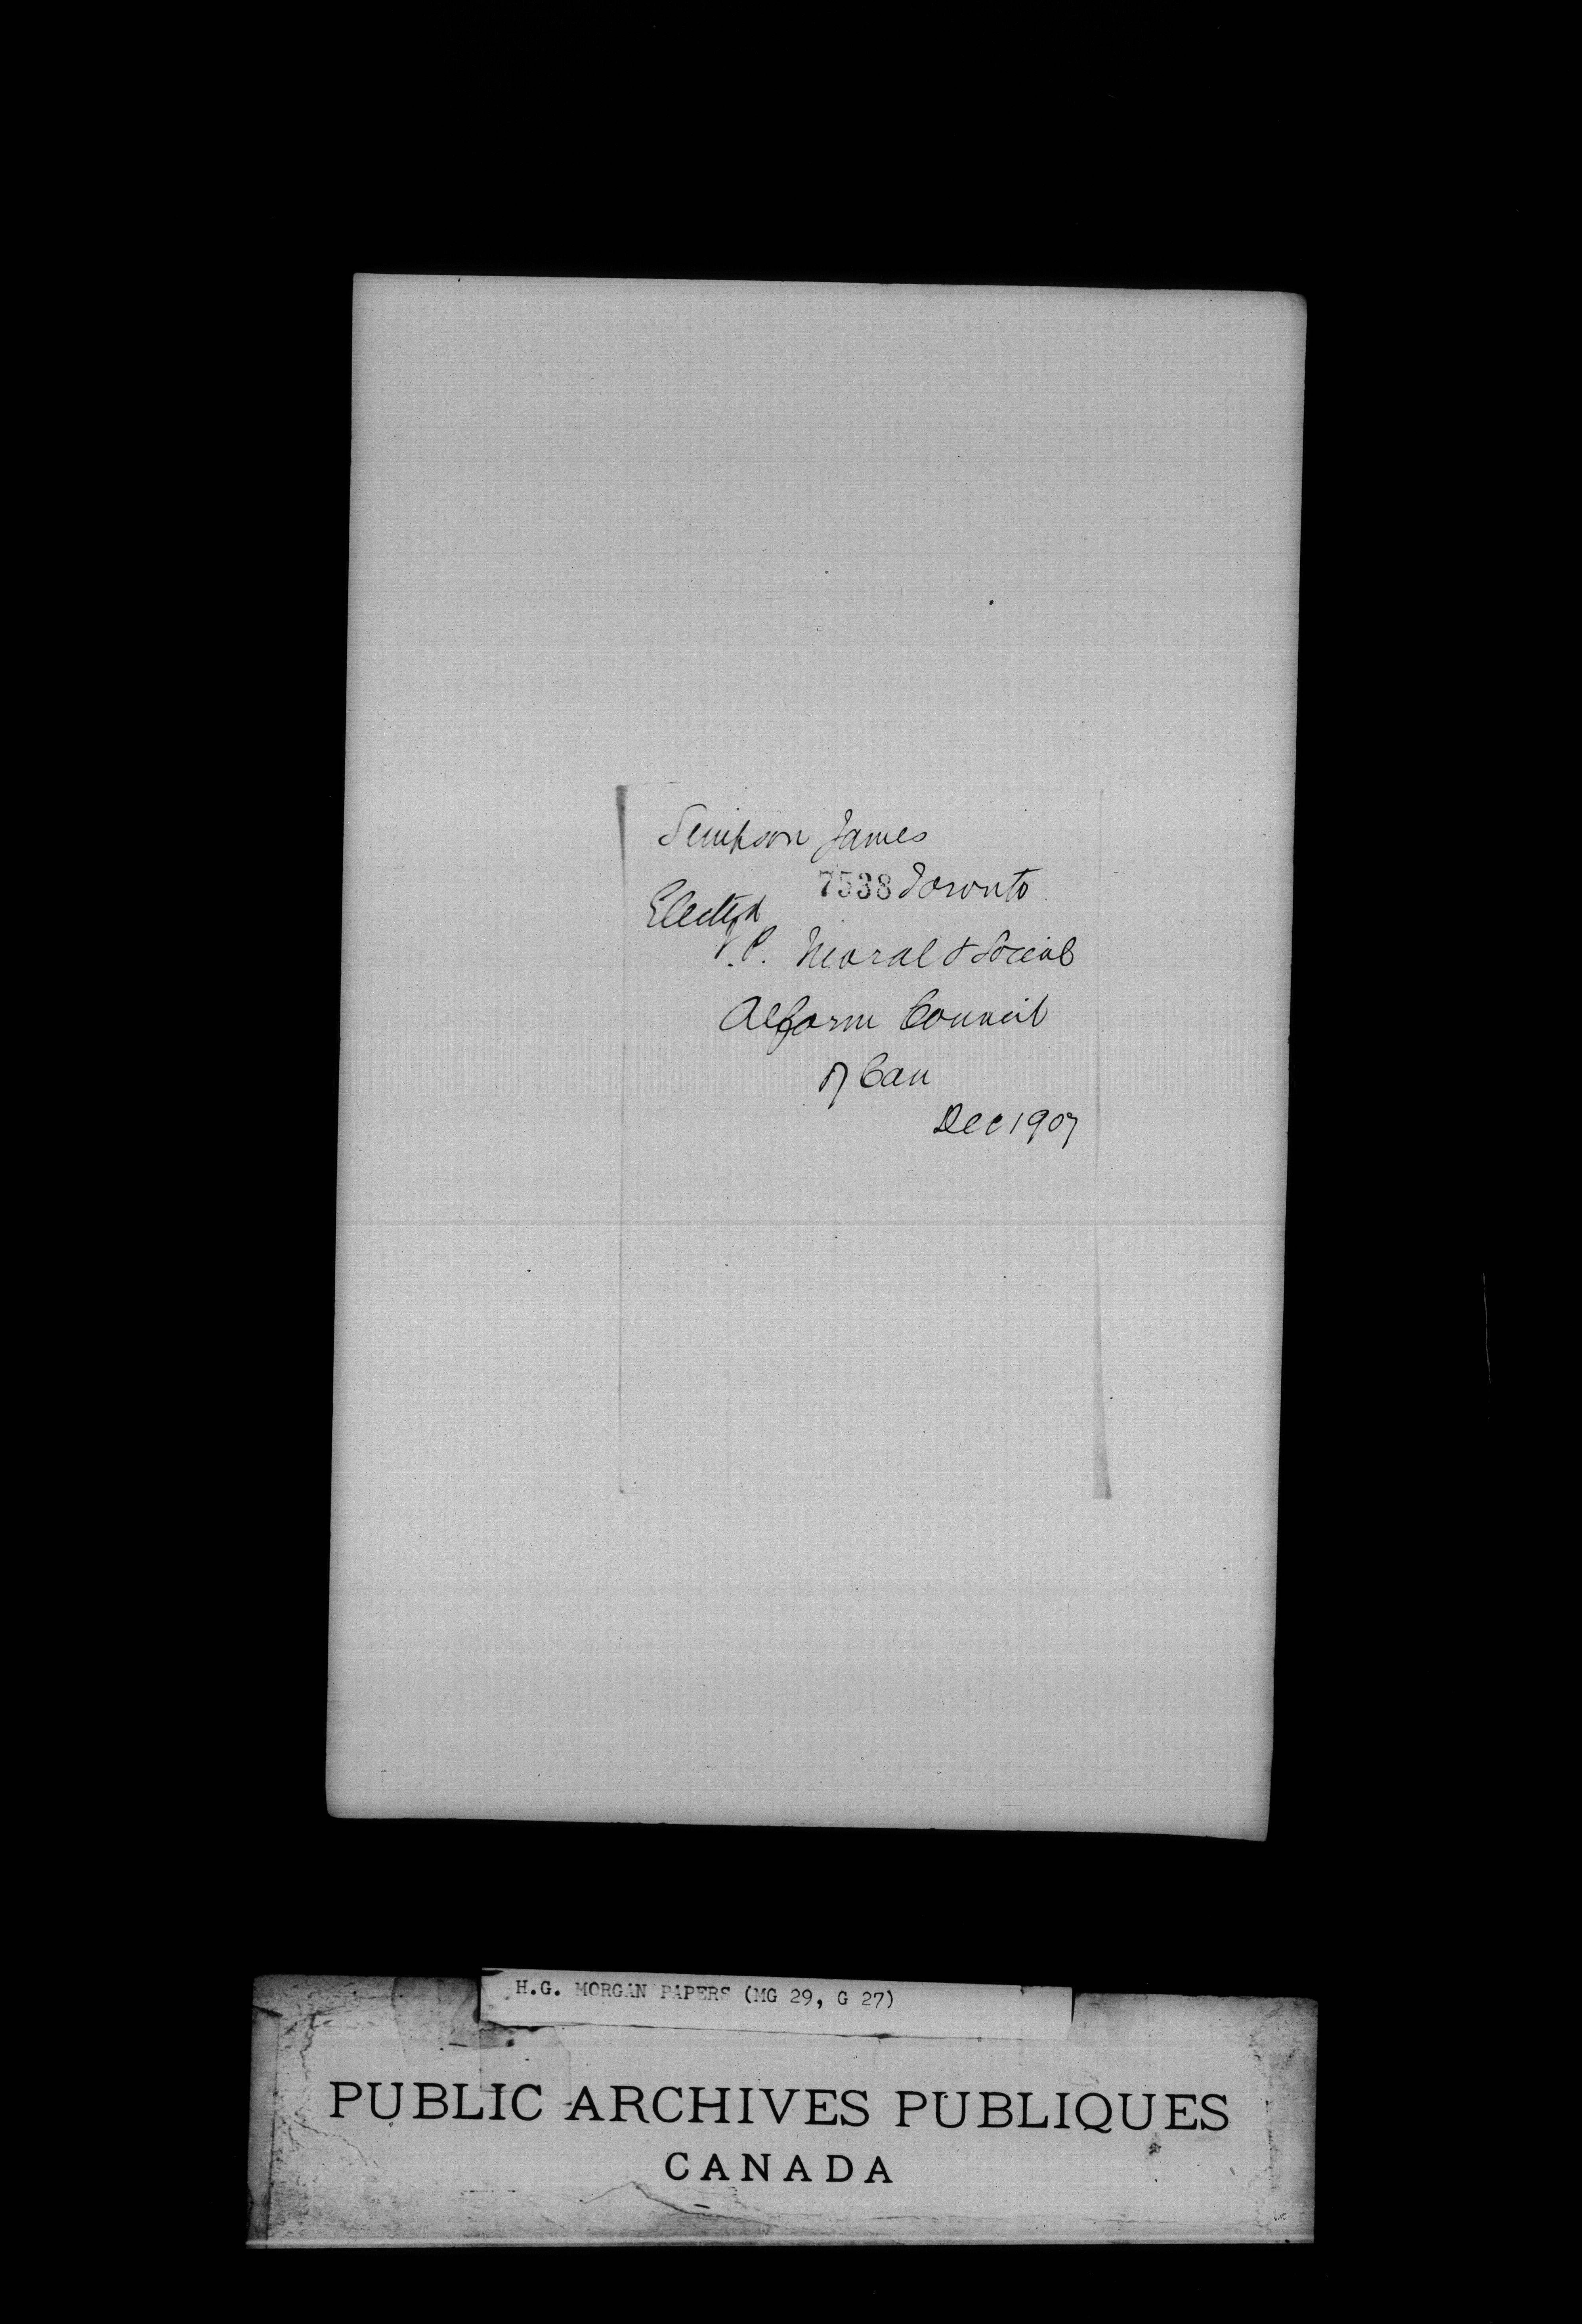 Simpson James
7538 Toronto
Elected
V.P. Moral & Social
Reform Council
of Can
Dec 1907
H.G. MORGAN PAPERS (MG 29, G 27)
PUBLIC ARCHIVES PUBLIQUES
CANADA